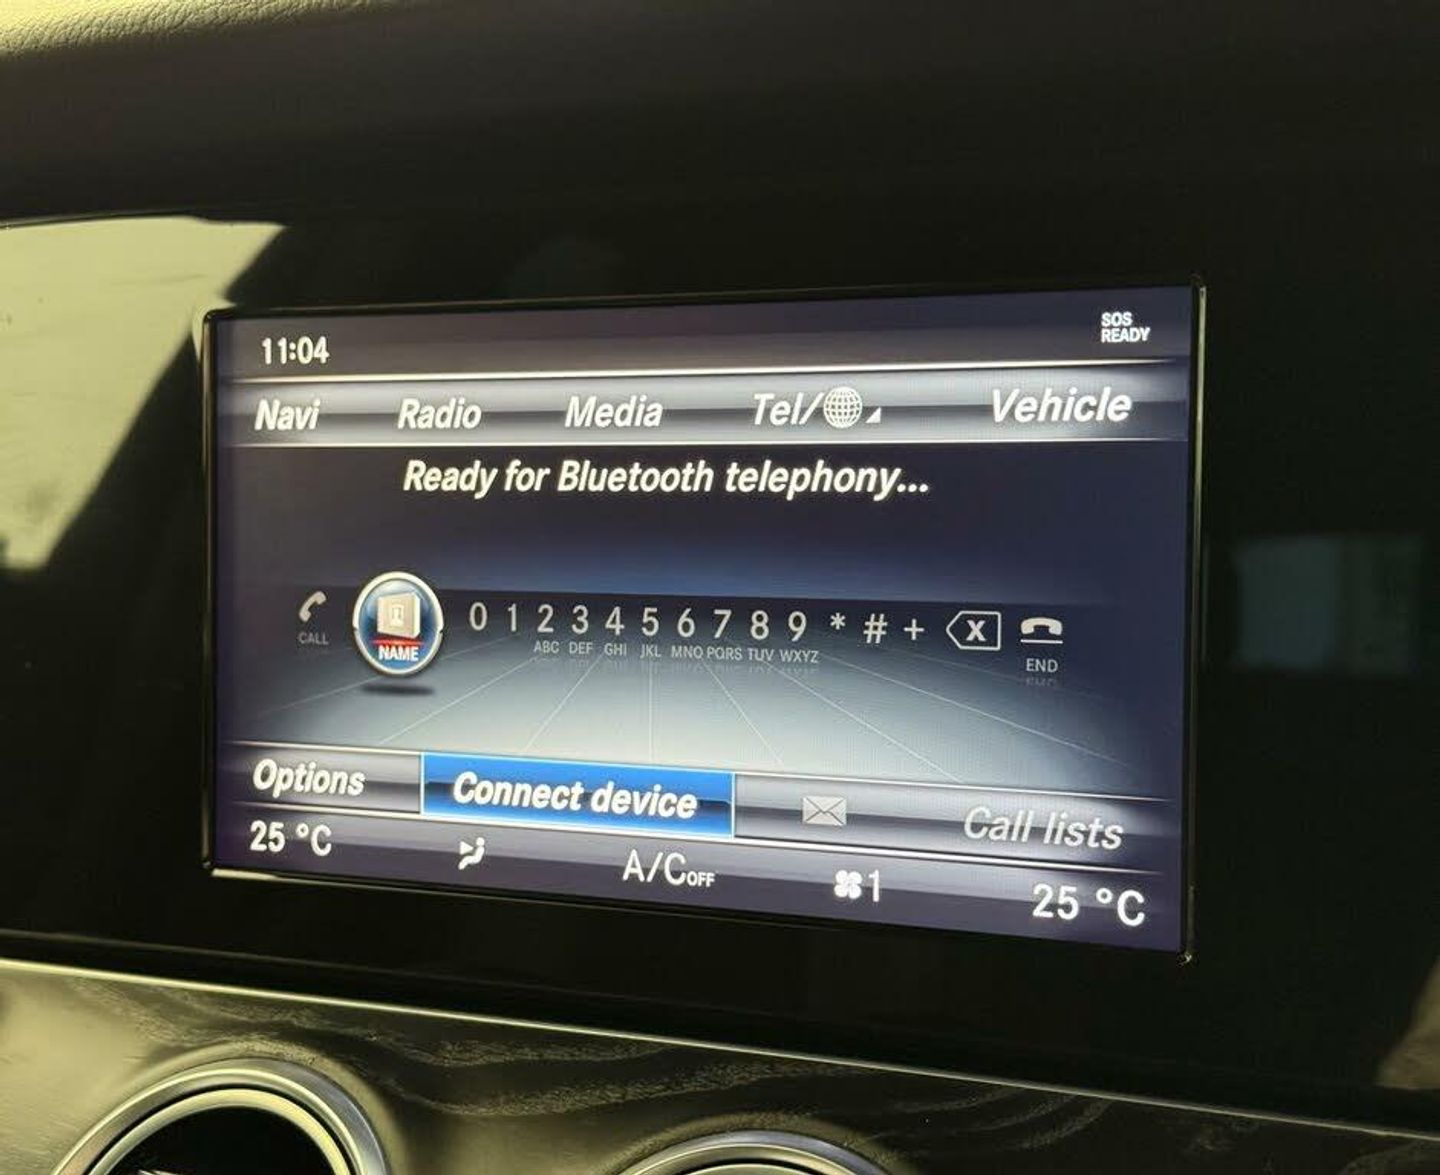 11:04
SOS
READY
Navi Radio Media Tel/ Vehicle
Ready for Bluetooth telephony...
0 1 2 3 4 5 6 7 8 9 * # + X
CALL NAME ABC DEF GHI JKL MNO PQRS TUV WXYZ END
Options Connect device Call lists
25 °C A/C OFF 1 25 °C